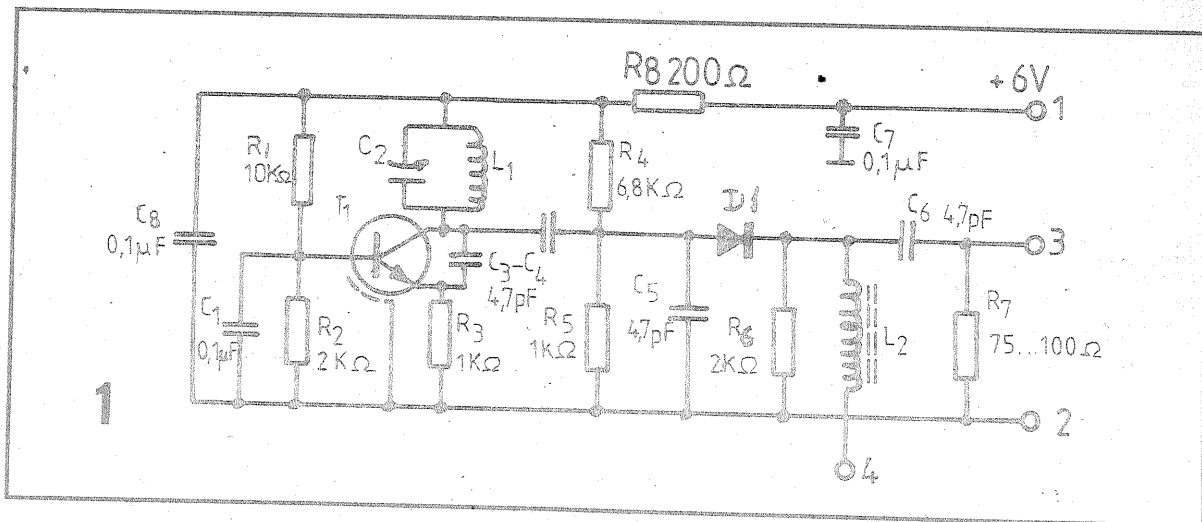 R8 200Ω
+6V
1
R1
10KΩ
C2
L1
R4
6,8KΩ
C7
0,1µF
C8
0,1µF
T1
D1
C6 4,7pF
3
C3-C4
4,7pF
C5
4,7pF
C1
0,1µF
R2
2KΩ
R3
1KΩ
R5
1KΩ
R6
2KΩ
L2
R7
75...100Ω
1
2
4